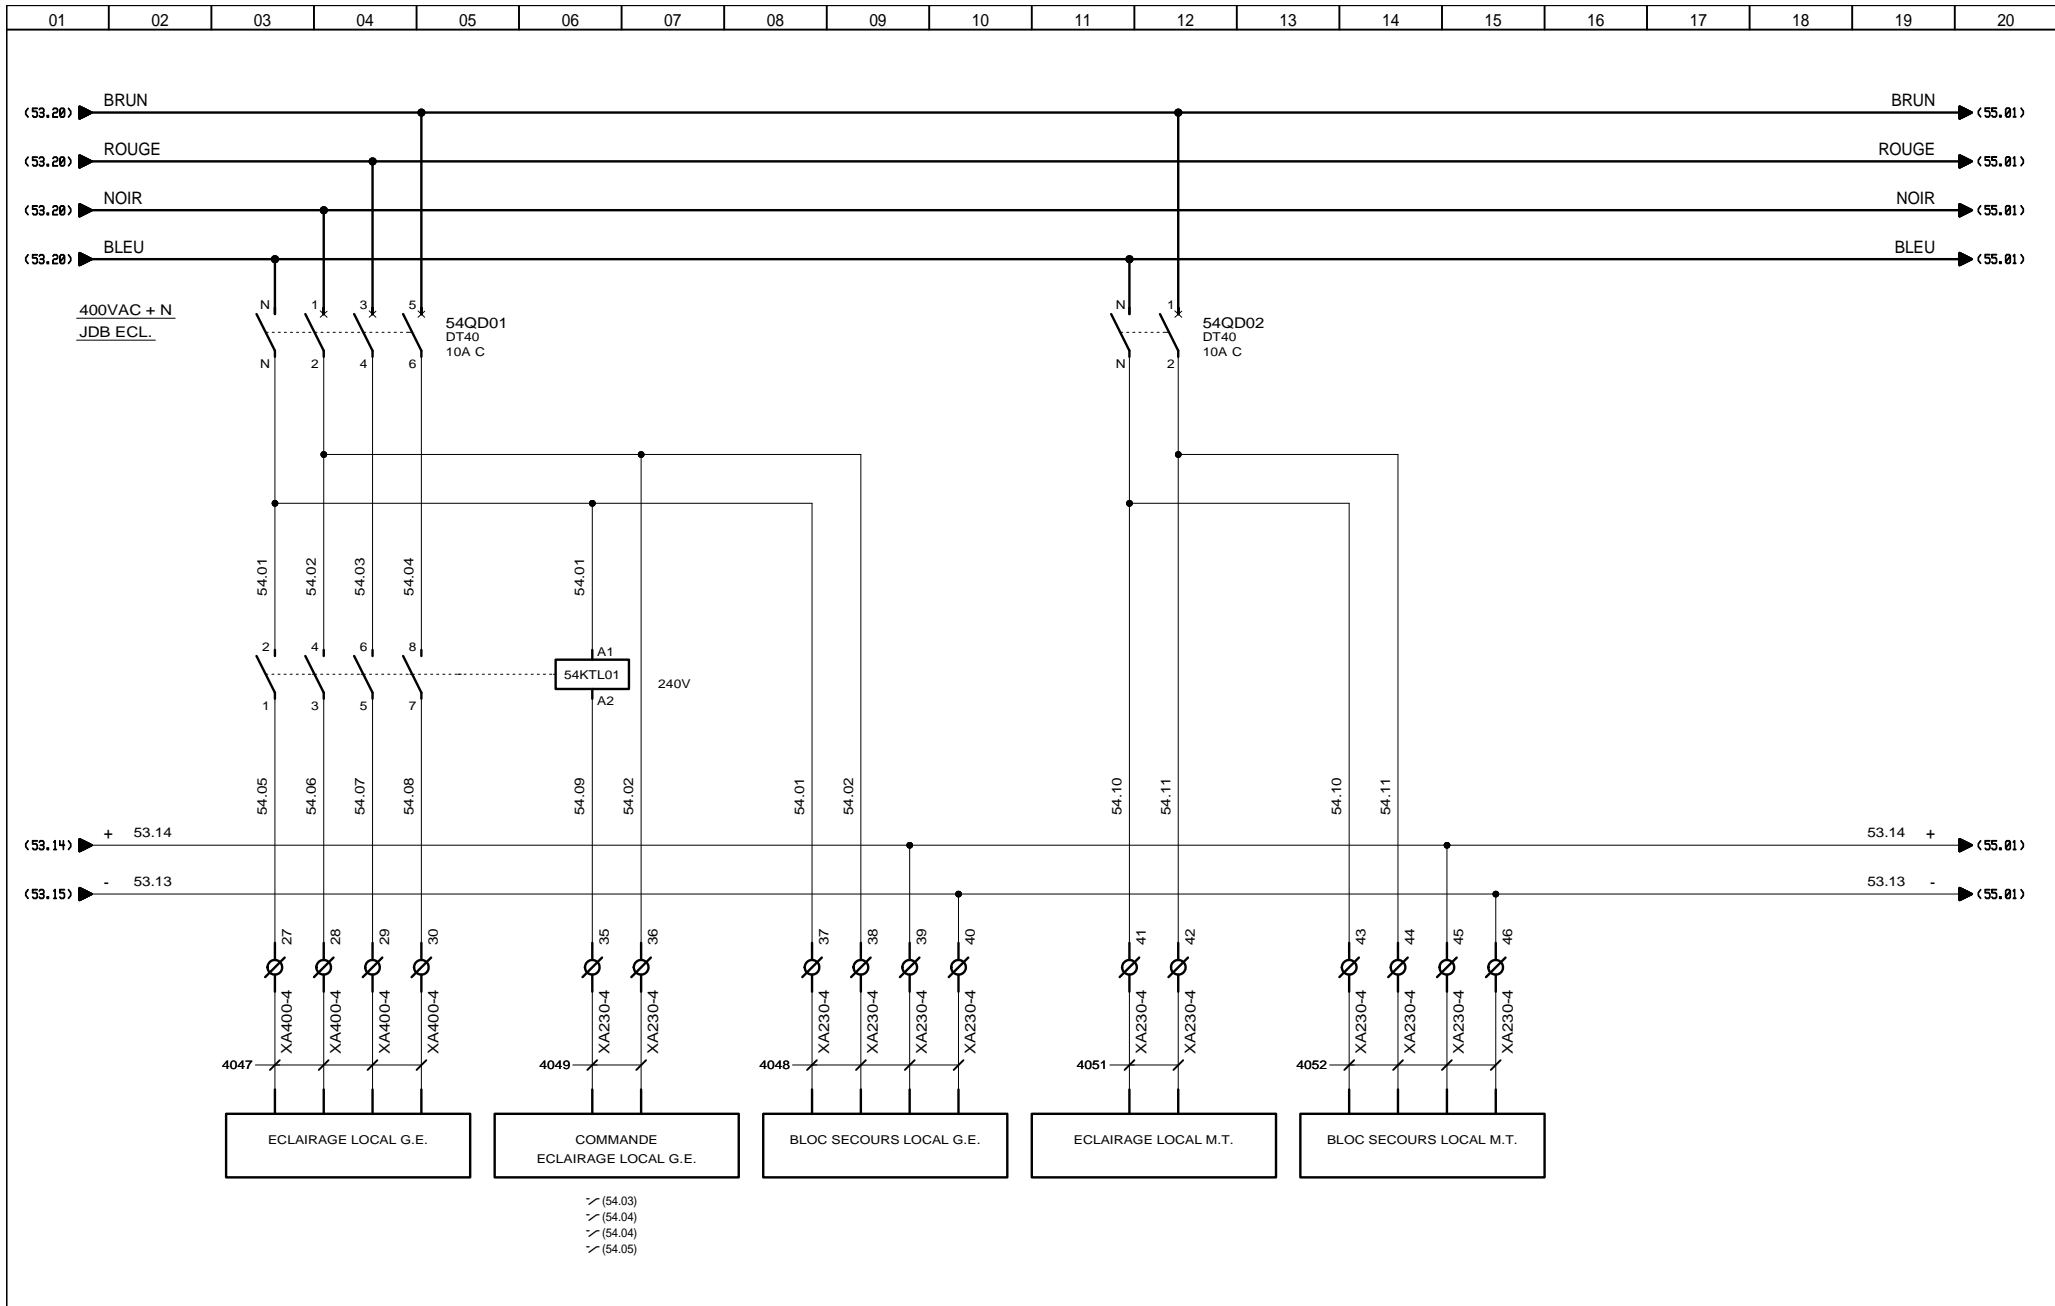 01 02 03 04 05 06 07 08 09 10 11 12 13 14 15 16 17 18 19 20
(53.20) BRUN BRUN (55.01)
(53.20) ROUGE ROUGE (55.01)
(53.20) NOIR NOIR (55.01)
(53.20) BLEU BLEU (55.01)
400VAC + N
JDB ECL.
N 1 3 5
54QD01
DT40
10A C
N 2 4 6
N 1
54QD02
DT40
10A C
N 2
54.01 54.02 54.03 54.04 54.01
2 4 6 8
A1
54KTL01
A2
240V
1 3 5 7
54.05 54.06 54.07 54.08 54.09 54.02 54.01 54.02 54.10 54.11 54.10 54.11
(53.14) + 53.14 53.14 + (55.01)
(53.15) - 53.13 53.13 - (55.01)
27 28 29 30 35 36 37 38 39 40 41 42 43 44 45 46
XA400-4 XA400-4 XA400-4 XA400-4 XA230-4 XA230-4 XA230-4 XA230-4 XA230-4 XA230-4 XA230-4 XA230-4 XA230-4 XA230-4 XA230-4 XA230-4
4047 4049 4048 4051 4052
ECLAIRAGE LOCAL G.E.
COMMANDE
ECLAIRAGE LOCAL G.E.
BLOC SECOURS LOCAL G.E.
ECLAIRAGE LOCAL M.T.
BLOC SECOURS LOCAL M.T.
(54.03)
(54.04)
(54.04)
(54.05)